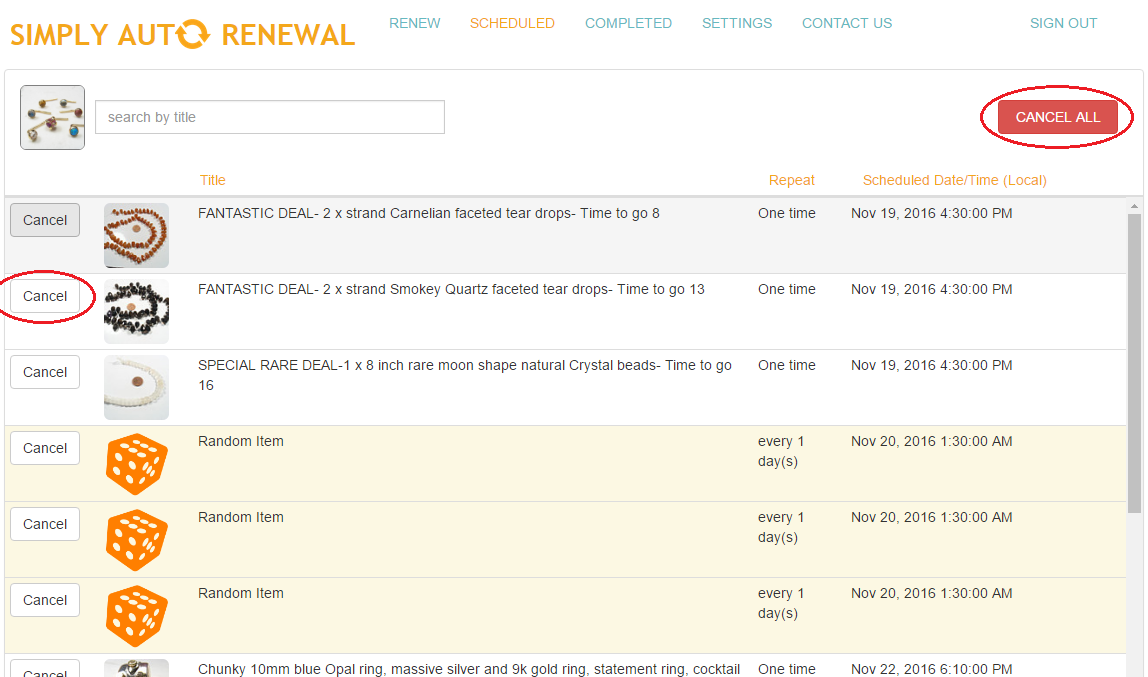 SIMPLY AUTO RENEWAL
RENEW SCHEDULED COMPLETED SETTINGS CONTACT US SIGN OUT
search by title
CANCEL ALL
Title Repeat Scheduled Date/Time (Local)
Cancel FANTASTIC DEAL- 2 x strand Carnelian faceted tear drops- Time to go 8 One time Nov 19, 2016 4:30:00 PM
Cancel FANTASTIC DEAL- 2 x strand Smokey Quartz faceted tear drops- Time to go 13 One time Nov 19, 2016 4:30:00 PM
Cancel SPECIAL RARE DEAL-1 x 8 inch rare moon shape natural Crystal beads- Time to go One time Nov 19, 2016 4:30:00 PM
16
Cancel Random Item every 1 Nov 20, 2016 1:30:00 AM
day(s)
Cancel Random Item every 1 Nov 20, 2016 1:30:00 AM
day(s)
Cancel Random Item every 1 Nov 20, 2016 1:30:00 AM
day(s)
Cancel Chunky 10mm blue Opal ring, massive silver and 9k gold ring, statement ring, cocktail One time Nov 22, 2016 6:10:00 PM